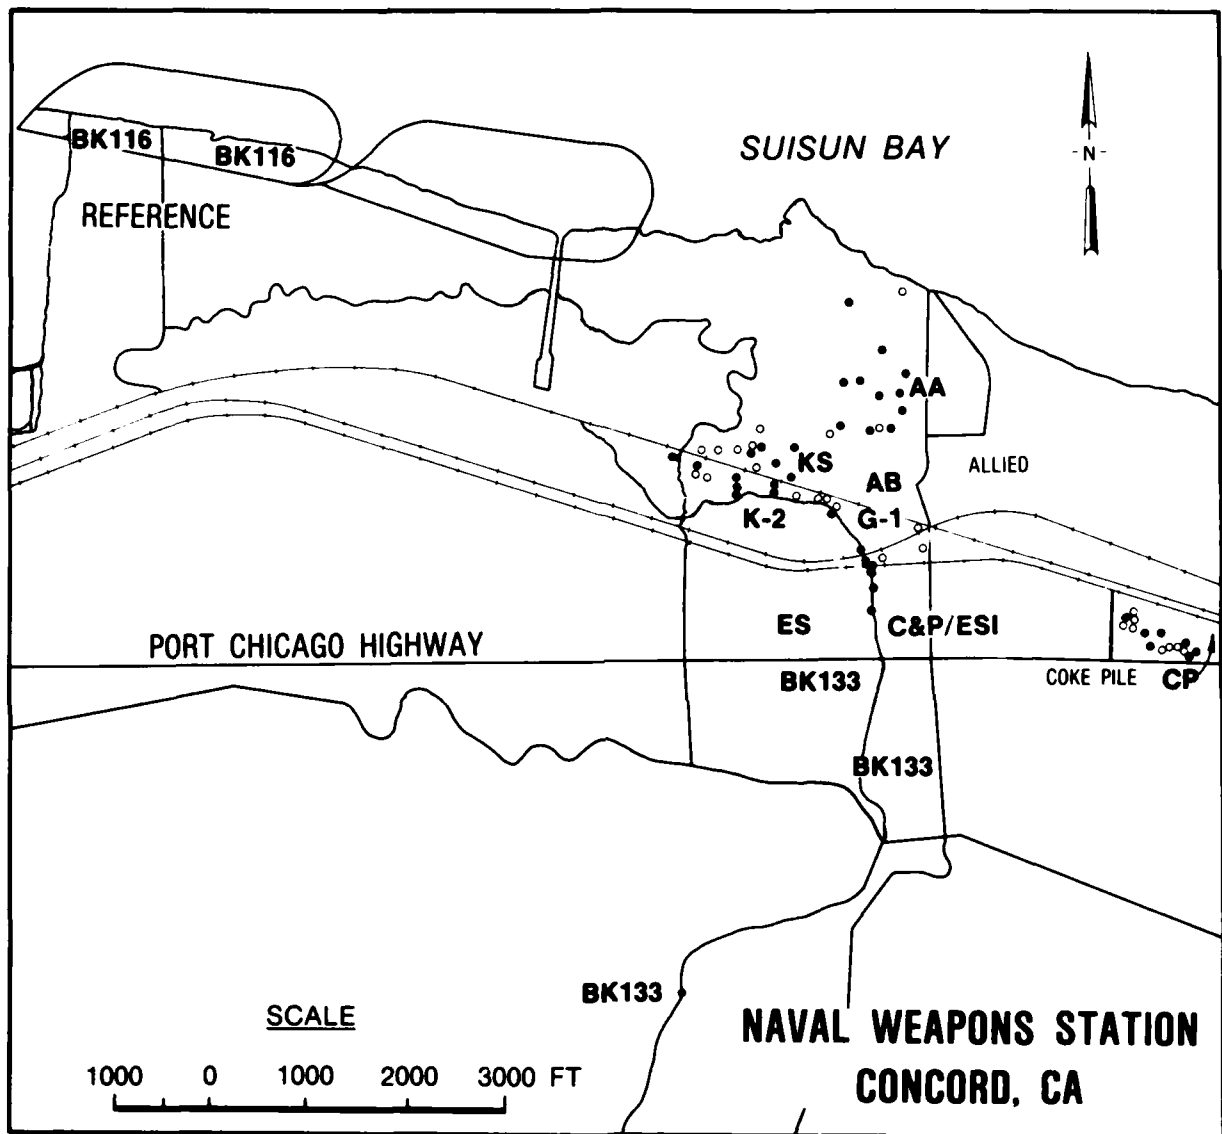 BK116
BK116
SUISUN BAY
-N-
REFERENCE
AA
KS
ALLIED
AB
K-2
G-1
ES
C&P/ESI
PORT CHICAGO HIGHWAY
BK133
COKE PILE
CP
BK133
BK133
SCALE
NAVAL WEAPONS STATION
CONCORD, CA
1000 0 1000 2000 3000 FT